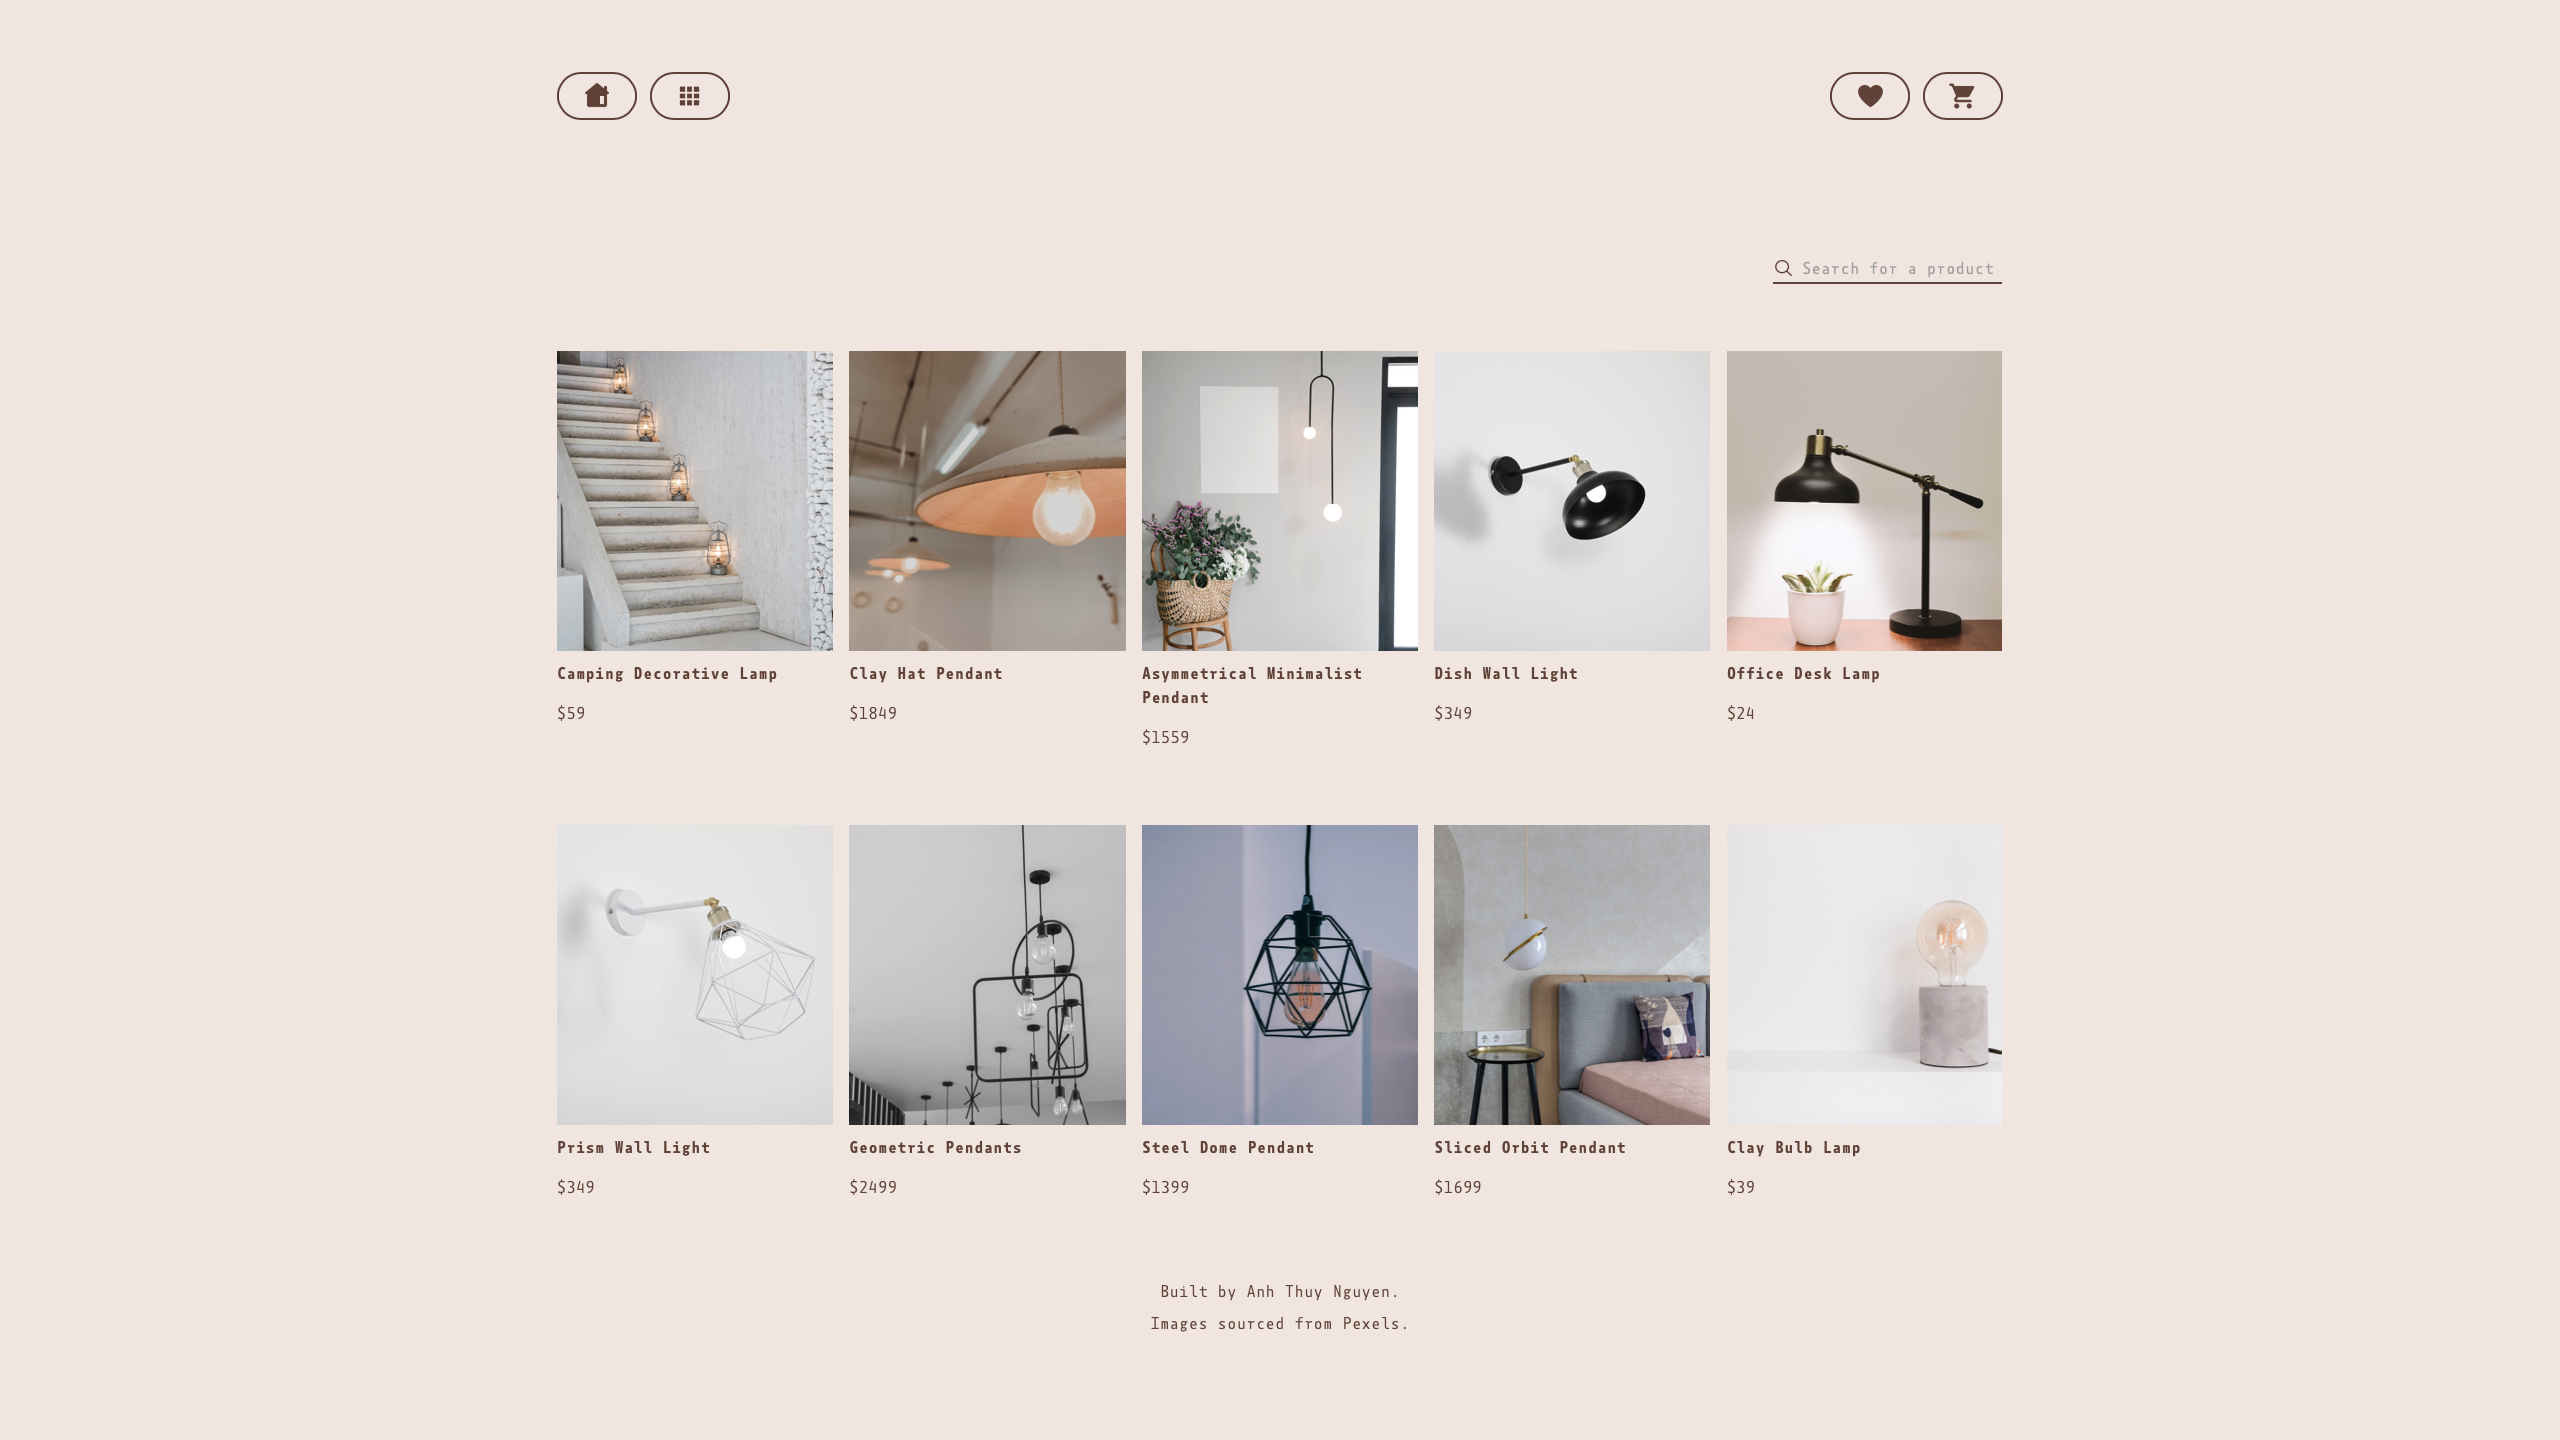 Search for a product
Camping Decorative Lamp
$59
Clay Hat Pendant
$1849
Asymmetrical Minimalist
Pendant
$1559
Dish Wall Light
$349
Office Desk Lamp
$24
Prism Wall Light
$349
Geometric Pendants
$2499
Steel Dome Pendant
$1399
Sliced Orbit Pendant
$1699
Clay Bulb Lamp
$39
Built by Anh Thuy Nguyen.
Images sourced from Pexels.